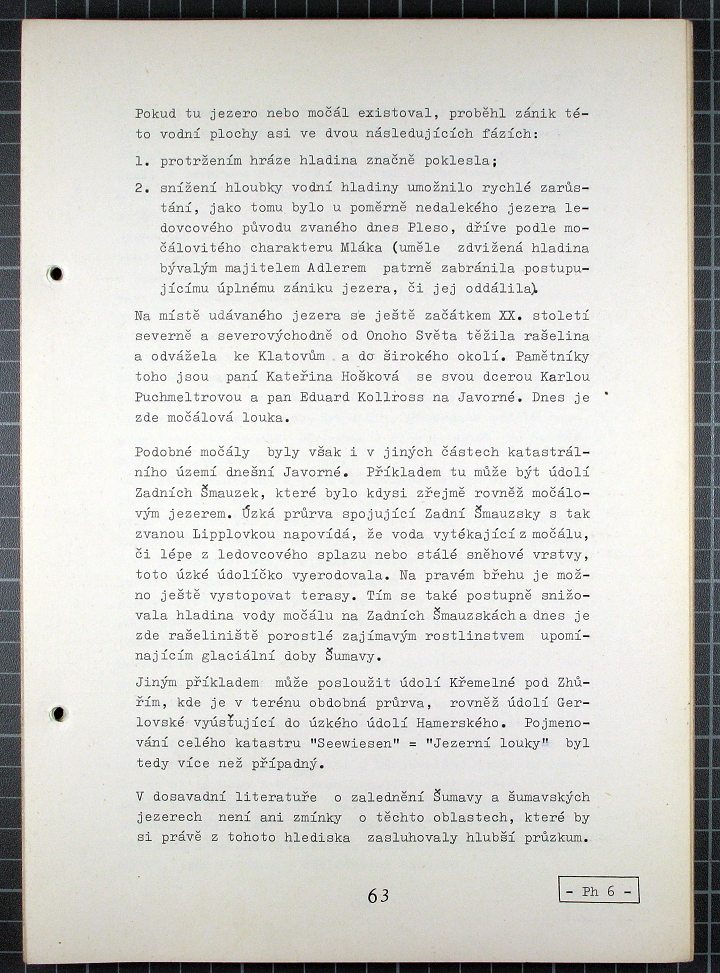 Pokud tu jezero nebo močál existoval, proběhl zánik té-
to vodní plochy asi ve dvou následujících fázích:
1. protržením hráze hladina značně poklesla;
2. snížení hloubky vodní hladiny umožnilo rychlé zarůs-
tání, jako tomu bylo u poměrně nedalekého jezera le-
dovcového původu zvaného dnes Pleso, dříve podle mo-
čálovitého charakteru Mláka (uměle zdvižená hladina
bývalým majitelem Adlerem patrně zabránila postupu-
jícímu úplnému zániku jezera, či jej oddálila).
Na místě udávaného jezera se ještě začátkem XX. století
severně a severovýchodně od Onoho Světa těžila rašelina
a odvážela ke Klatovům a do širokého okolí. Pamětníky
toho jsou paní Kateřina Hošková se svou dcerou Karlou
Puchmeltrovou a pan Eduard Kollross na Javorné. Dnes je
zde močálová louka.
Podobné močály byly však i v jiných částech katastrál-
ního území dnešní Javorné. Příkladem tu může být údolí
Zadních Šmauzek, které bylo kdysi zřejmě rovněž močálo-
vým jezerem. Úzká průrva spojující Zadní Šmauzsky s tak
zvanou Lipplovkou napovídá, že voda vytékající z močálu,
či lépe z ledovcového splazu nebo stálé sněhové vrstvy,
toto úzké údolíčko vyerodovala. Na pravém břehu je mož-
no ještě vystopovat terasy. Tím se také postupně snižo-
vala hladina vody močálu na Zadních Šmauzskách a dnes je
zde rašeliniště porostlé zajímavým rostlinstvem upomí-
najícím glaciální doby Šumavy.
Jiným příkladem může posloužit údolí Křemelné pod Zhů-
řím, kde je v terénu obdobná průrva, rovněž údolí Ger-
lovské vyúsťující do úzkého údolí Hamerského. Pojmeno-
vání celého katastru "Seewiesen" = "Jezerní louky" byl
tedy více než případný.
V dosavadní literatuře o zalednění Šumavy a šumavských
jezerech není ani zmínky o těchto oblastech, které by
si právě z tohoto hlediska zasluhovaly hlubší průzkum.
63
- Ph 6 -